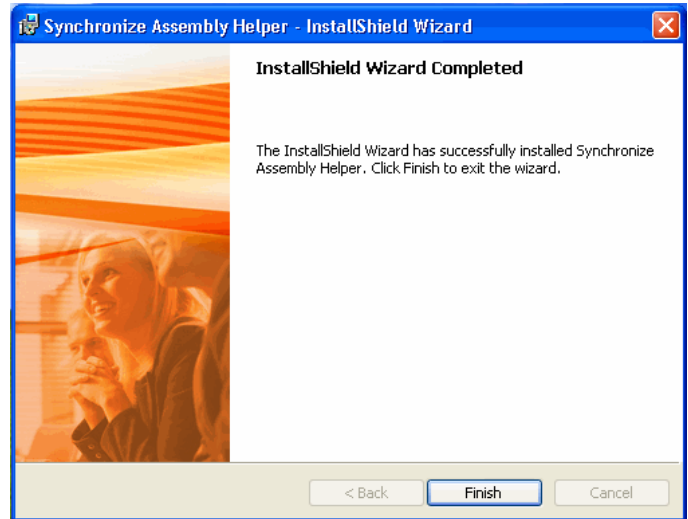 Synchronize Assembly Helper - InstallShield Wizard
InstallShield Wizard Completed
The InstallShield Wizard has successfully installed Synchronize
Assembly Helper. Click Finish to exit the wizard.
< Back Finish Cancel